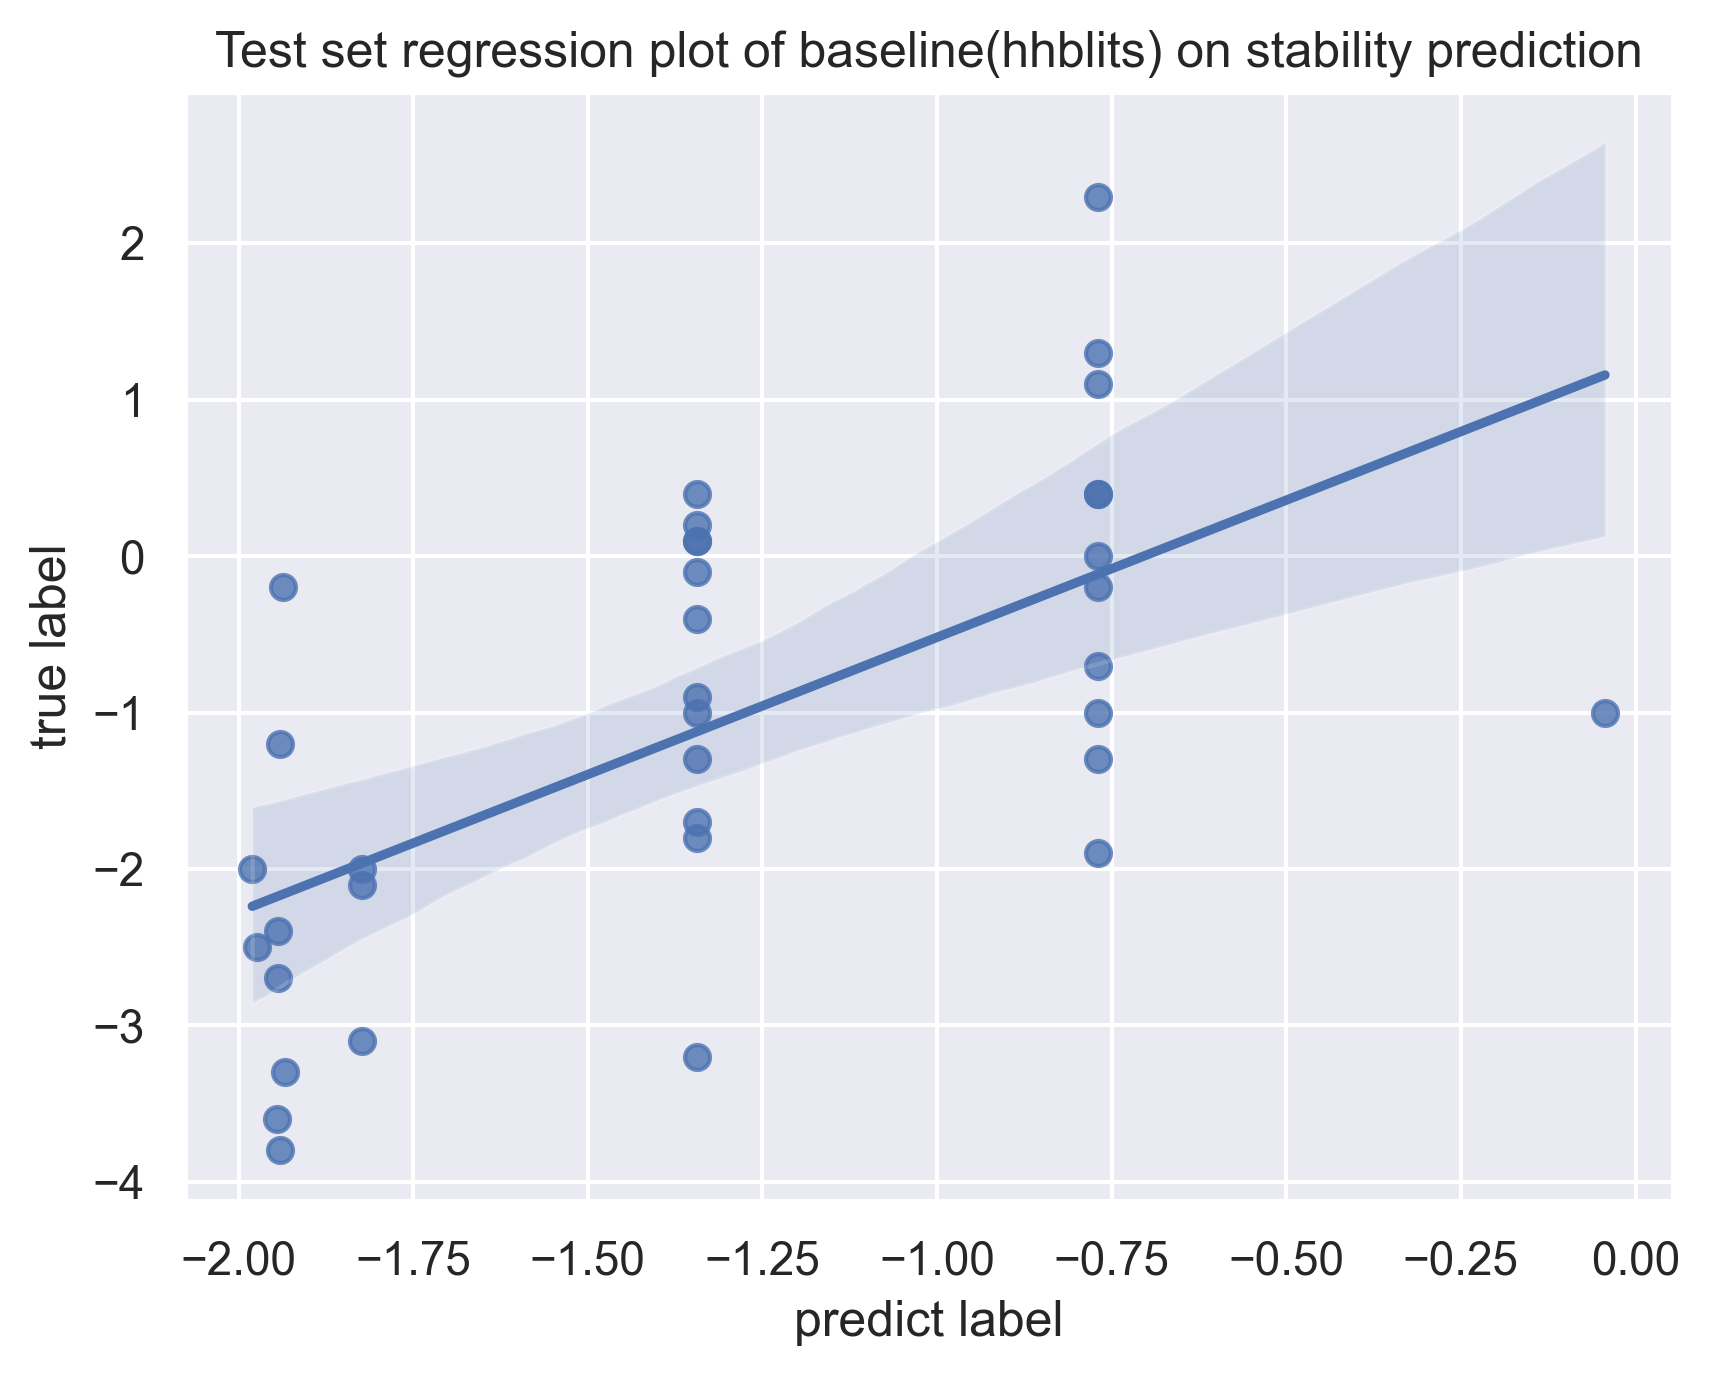 Test set regression plot of baseline(hhblits) on stability prediction
2
1
0
−1
−2
−3
−4
true label
−2.00 −1.75 −1.50 −1.25 −1.00 −0.75 −0.50 −0.25 0.00
predict label